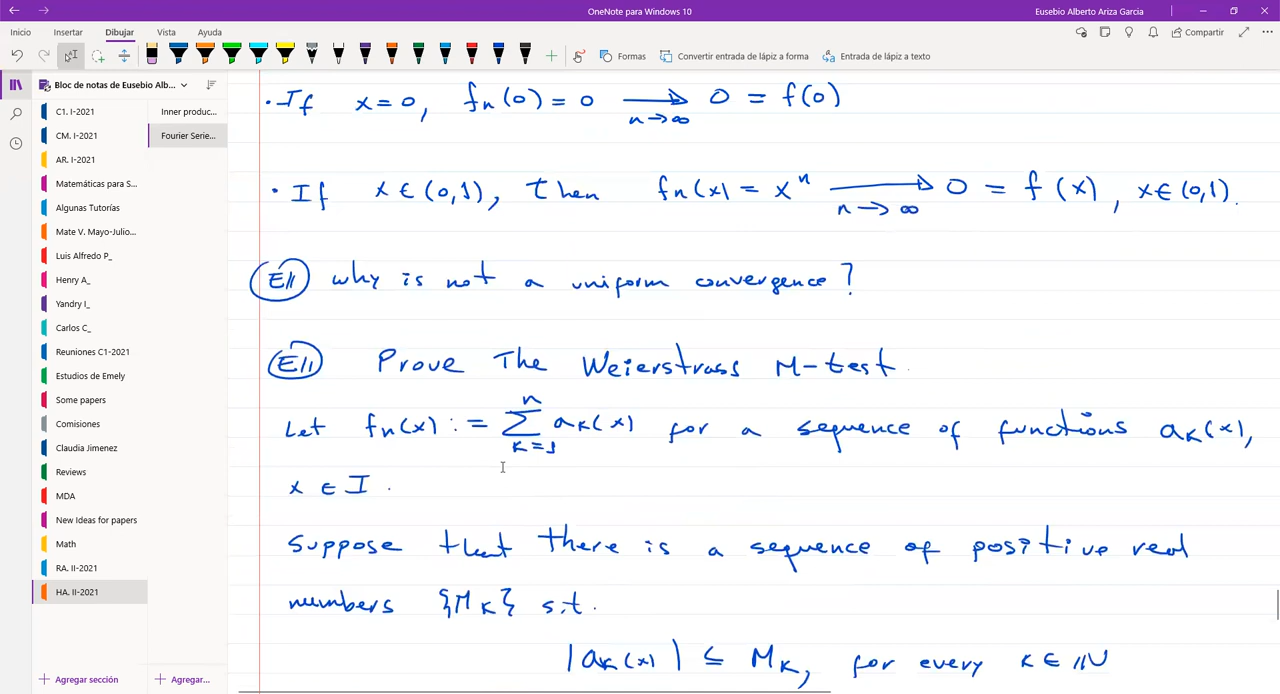 OneNote para Windows 10
Eusebio Alberto Ariza Garcia
Inicio Insertar Dibujar Vista Ayuda
Compartir
Formas Convertir entrada de lápiz a forma Entrada de lápiz a texto
Bloc de notas de Eusebio Alb...
C1. I-2021
CM. I-2021
AR. I-2021
Matemáticas para S...
Algunas Tutorías
Mate V. Mayo-Julio...
Luis Alfredo P_
Henry A_
Yandry I_
Carlos C_
Reuniones C1-2021
Estudios de Emely
Some papers
Comisiones
Claudia Jimenez
Reviews
MDA
New Ideas for papers
Math
RA. II-2021
HA. II-2021
Agregar sección
Inner produc...
Fourier Serie...
Agregar...
· If x=0, fn(0) = 0 → 0 = f(0)
n→∞
· If x∈(0,1), then fn(x) = x^n → 0 = f(x), x∈(0,1).
n→∞
E// why is not a uniform convergence?
E// Prove The Weierstrass M-test.
Let fn(x) := ∑_{k=1}^{n} ak(x) for a sequence of functions ak(x),
x ∈ I.
Suppose that there is a sequence of positive real
numbers {Mk} s.t.
|ak(x)| ≤ Mk, for every k∈ℕ